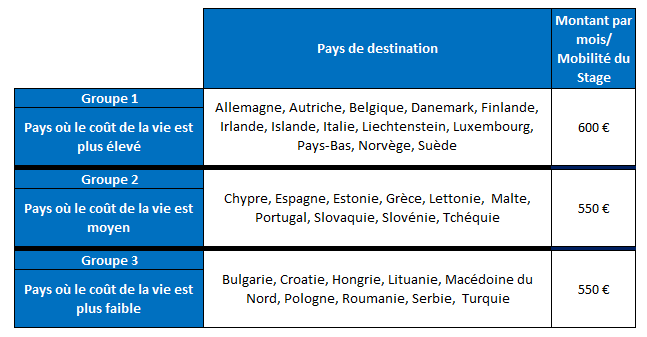 Pays de destination
Montant par
mois/
Mobilité du
Stage
Groupe 1
Pays où le coût de la vie est
plus élevé
Allemagne, Autriche, Belgique, Danemark, Finlande,
Irlande, Islande, Italie, Liechtenstein, Luxembourg,
Pays-Bas, Norvège, Suède
600 €
Groupe 2
Pays où le coût de la vie est
moyen
Chypre, Espagne, Estonie, Grèce, Lettonie, Malte,
Portugal, Slovaquie, Slovénie, Tchéquie
550 €
Groupe 3
Pays où le coût de la vie est
plus faible
Bulgarie, Croatie, Hongrie, Lituanie, Macédoine du
Nord, Pologne, Roumanie, Serbie, Turquie
550 €